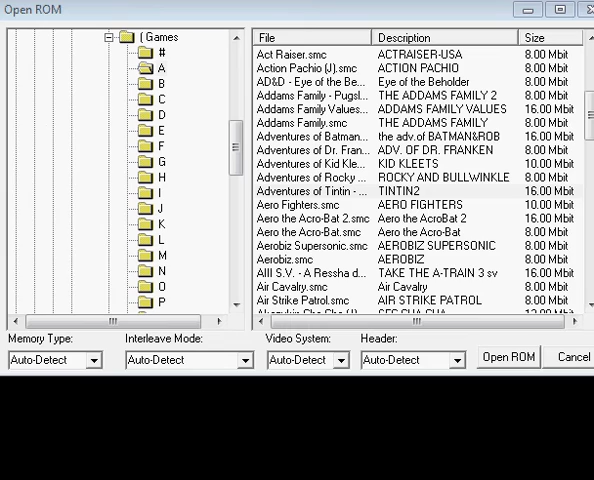 Open ROM
( Games
#
A
B
C
D
E
F
G
H
I
J
K
L
M
N
O
P
File Description Size
Act Raiser.smc ACTRAISER-USA 8.00 Mbit
Action Pachio (J).smc ACTION PACHIO 8.00 Mbit
AD&D - Eye of the Be... Eye of the Beholder 8.00 Mbit
Addams Family - Pugsl... THE ADDAMS FAMILY 2 8.00 Mbit
Addams Family Values... ADDAMS FAMILY VALUES 16.00 Mbit
Addams Family.smc THE ADDAMS FAMILY 8.00 Mbit
Adventures of Batman... the adv.of BATMAN&ROB 16.00 Mbit
Adventures of Dr. Fran... ADV. OF DR. FRANKEN 8.00 Mbit
Adventures of Kid Kle... KID KLEETS 10.00 Mbit
Adventures of Rocky ... ROCKY AND BULLWINKLE 8.00 Mbit
Adventures of Tintin - ... TINTIN2 16.00 Mbit
Aero Fighters.smc AERO FIGHTERS 10.00 Mbit
Aero the Acro-Bat 2.smc Aero the AcroBat 2 16.00 Mbit
Aero the Acro-Bat.smc Aero the Acro-Bat 8.00 Mbit
Aerobiz Supersonic.smc AEROBIZ SUPERSONIC 8.00 Mbit
Aerobiz.smc AEROBIZ 8.00 Mbit
AIII S.V. - A Ressha d... TAKE THE A-TRAIN 3 sv 16.00 Mbit
Air Cavalry.smc Air Cavalry 8.00 Mbit
Air Strike Patrol.smc AIR STRIKE PATROL 8.00 Mbit
Memory Type: Interleave Mode: Video System: Header:
Auto-Detect Auto-Detect Auto-Detect Auto-Detect Open ROM Cancel